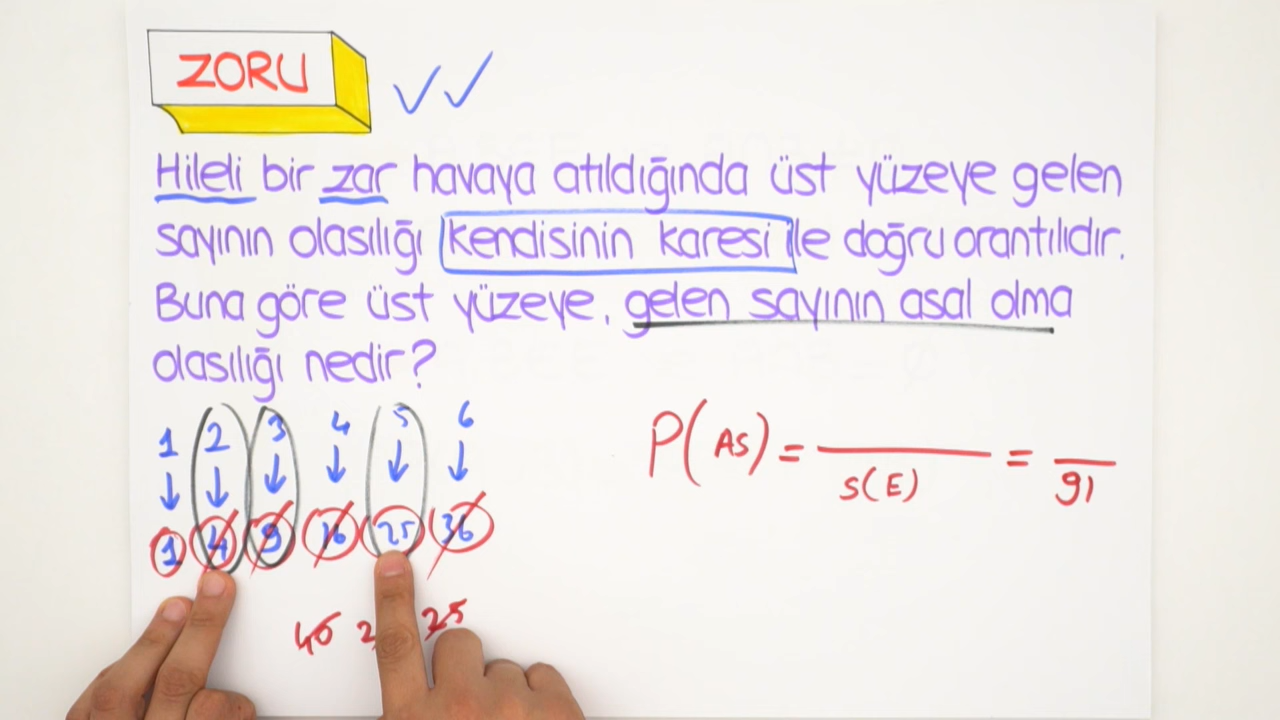 ZORU
Hileli bir zar havaya atıldığında üst yüzeye gelen
sayının olasılığı kendisinin karesi ile doğru orantılıdır.
Buna göre üst yüzeye, gelen sayının asal olma
olasılığı nedir?
1 2 3 4 5 6
↓ ↓ ↓ ↓ ↓ ↓
1 4 9 16 25 36
40 25
P(AS) = ―――― = ――
s(E) 91